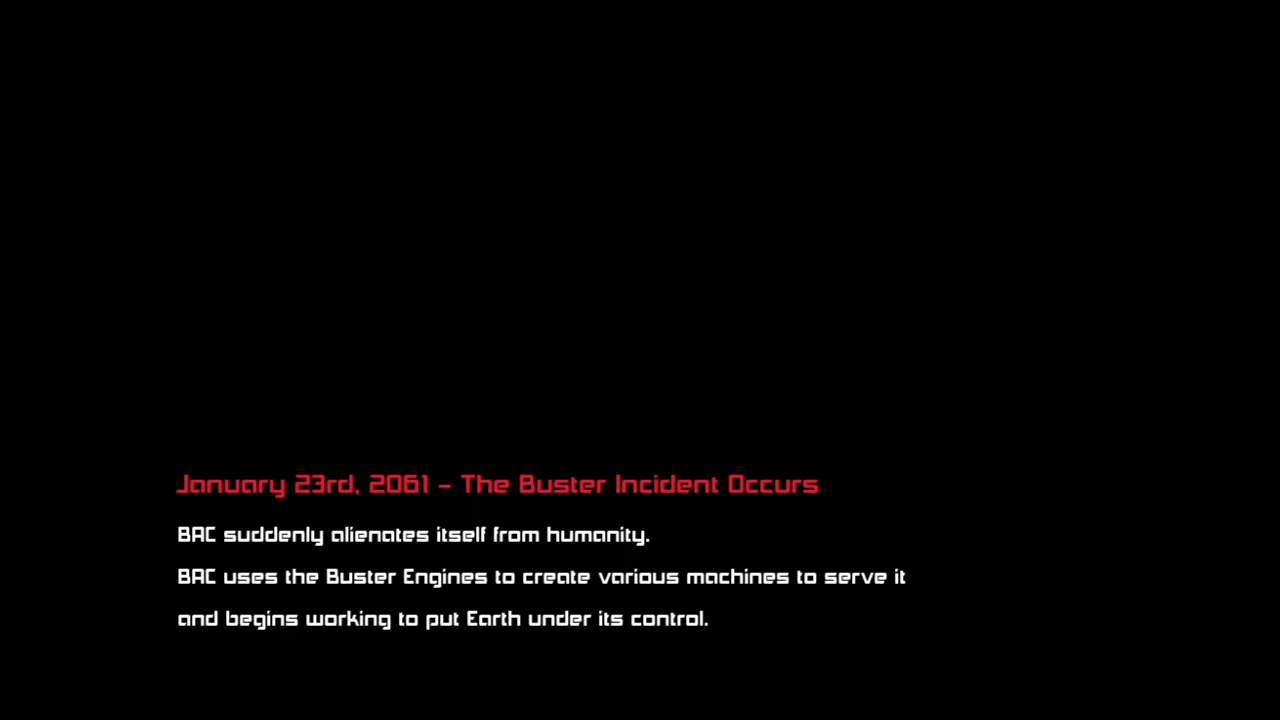 January 23rd, 2061 – The Buster Incident Occurs
BAC suddenly alienates itself from humanity.
BAC uses the Buster Engines to create various machines to serve it
and begins working to put Earth under its control.